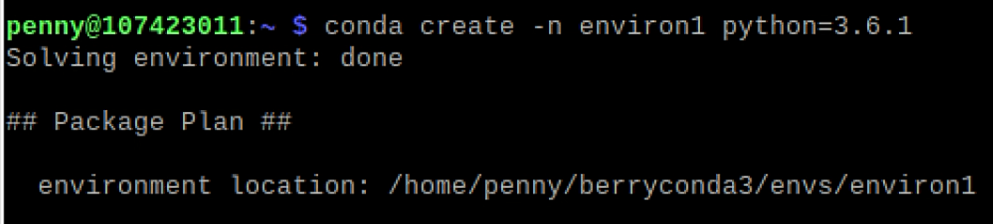 penny@107423011:~ $ conda create -n environ1 python=3.6.1
Solving environment: done
## Package Plan ##
environment location: /home/penny/berryconda3/envs/environ1